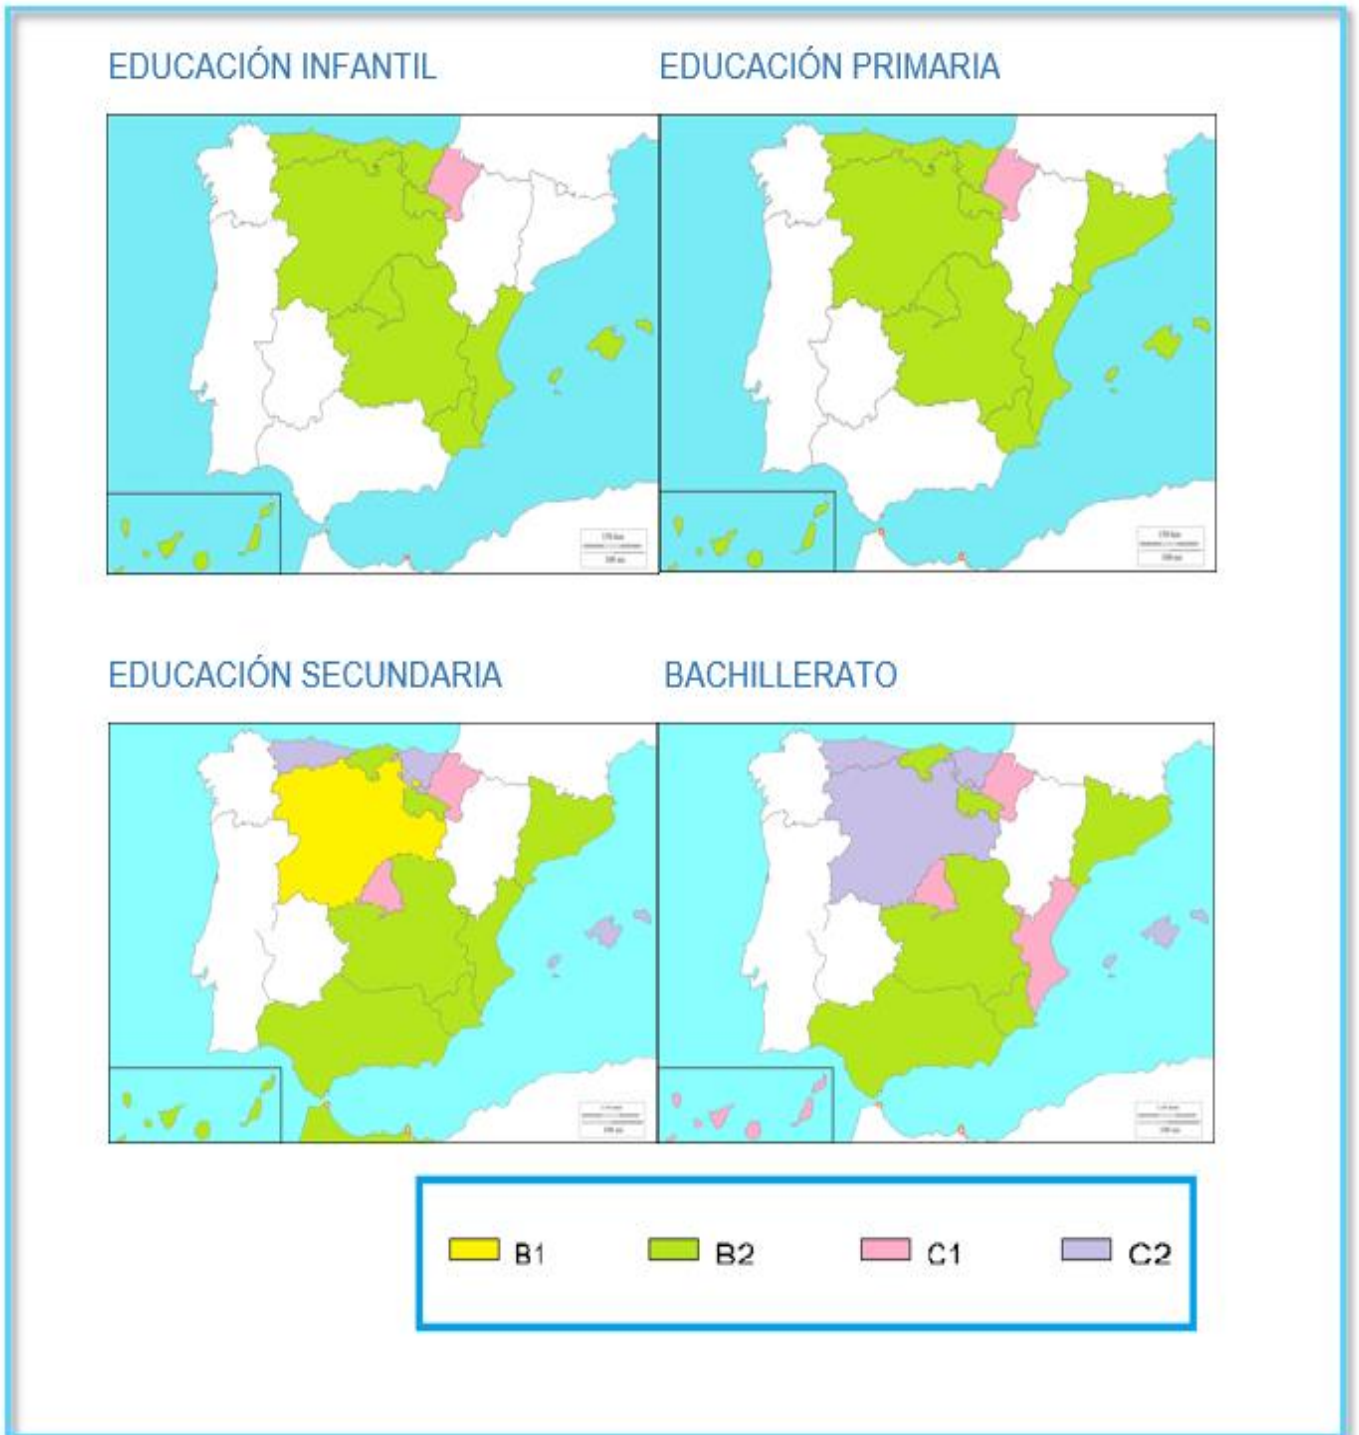 EDUCACIÓN INFANTIL
EDUCACIÓN PRIMARIA
EDUCACIÓN SECUNDARIA
BACHILLERATO
B1
B2
C1
C2